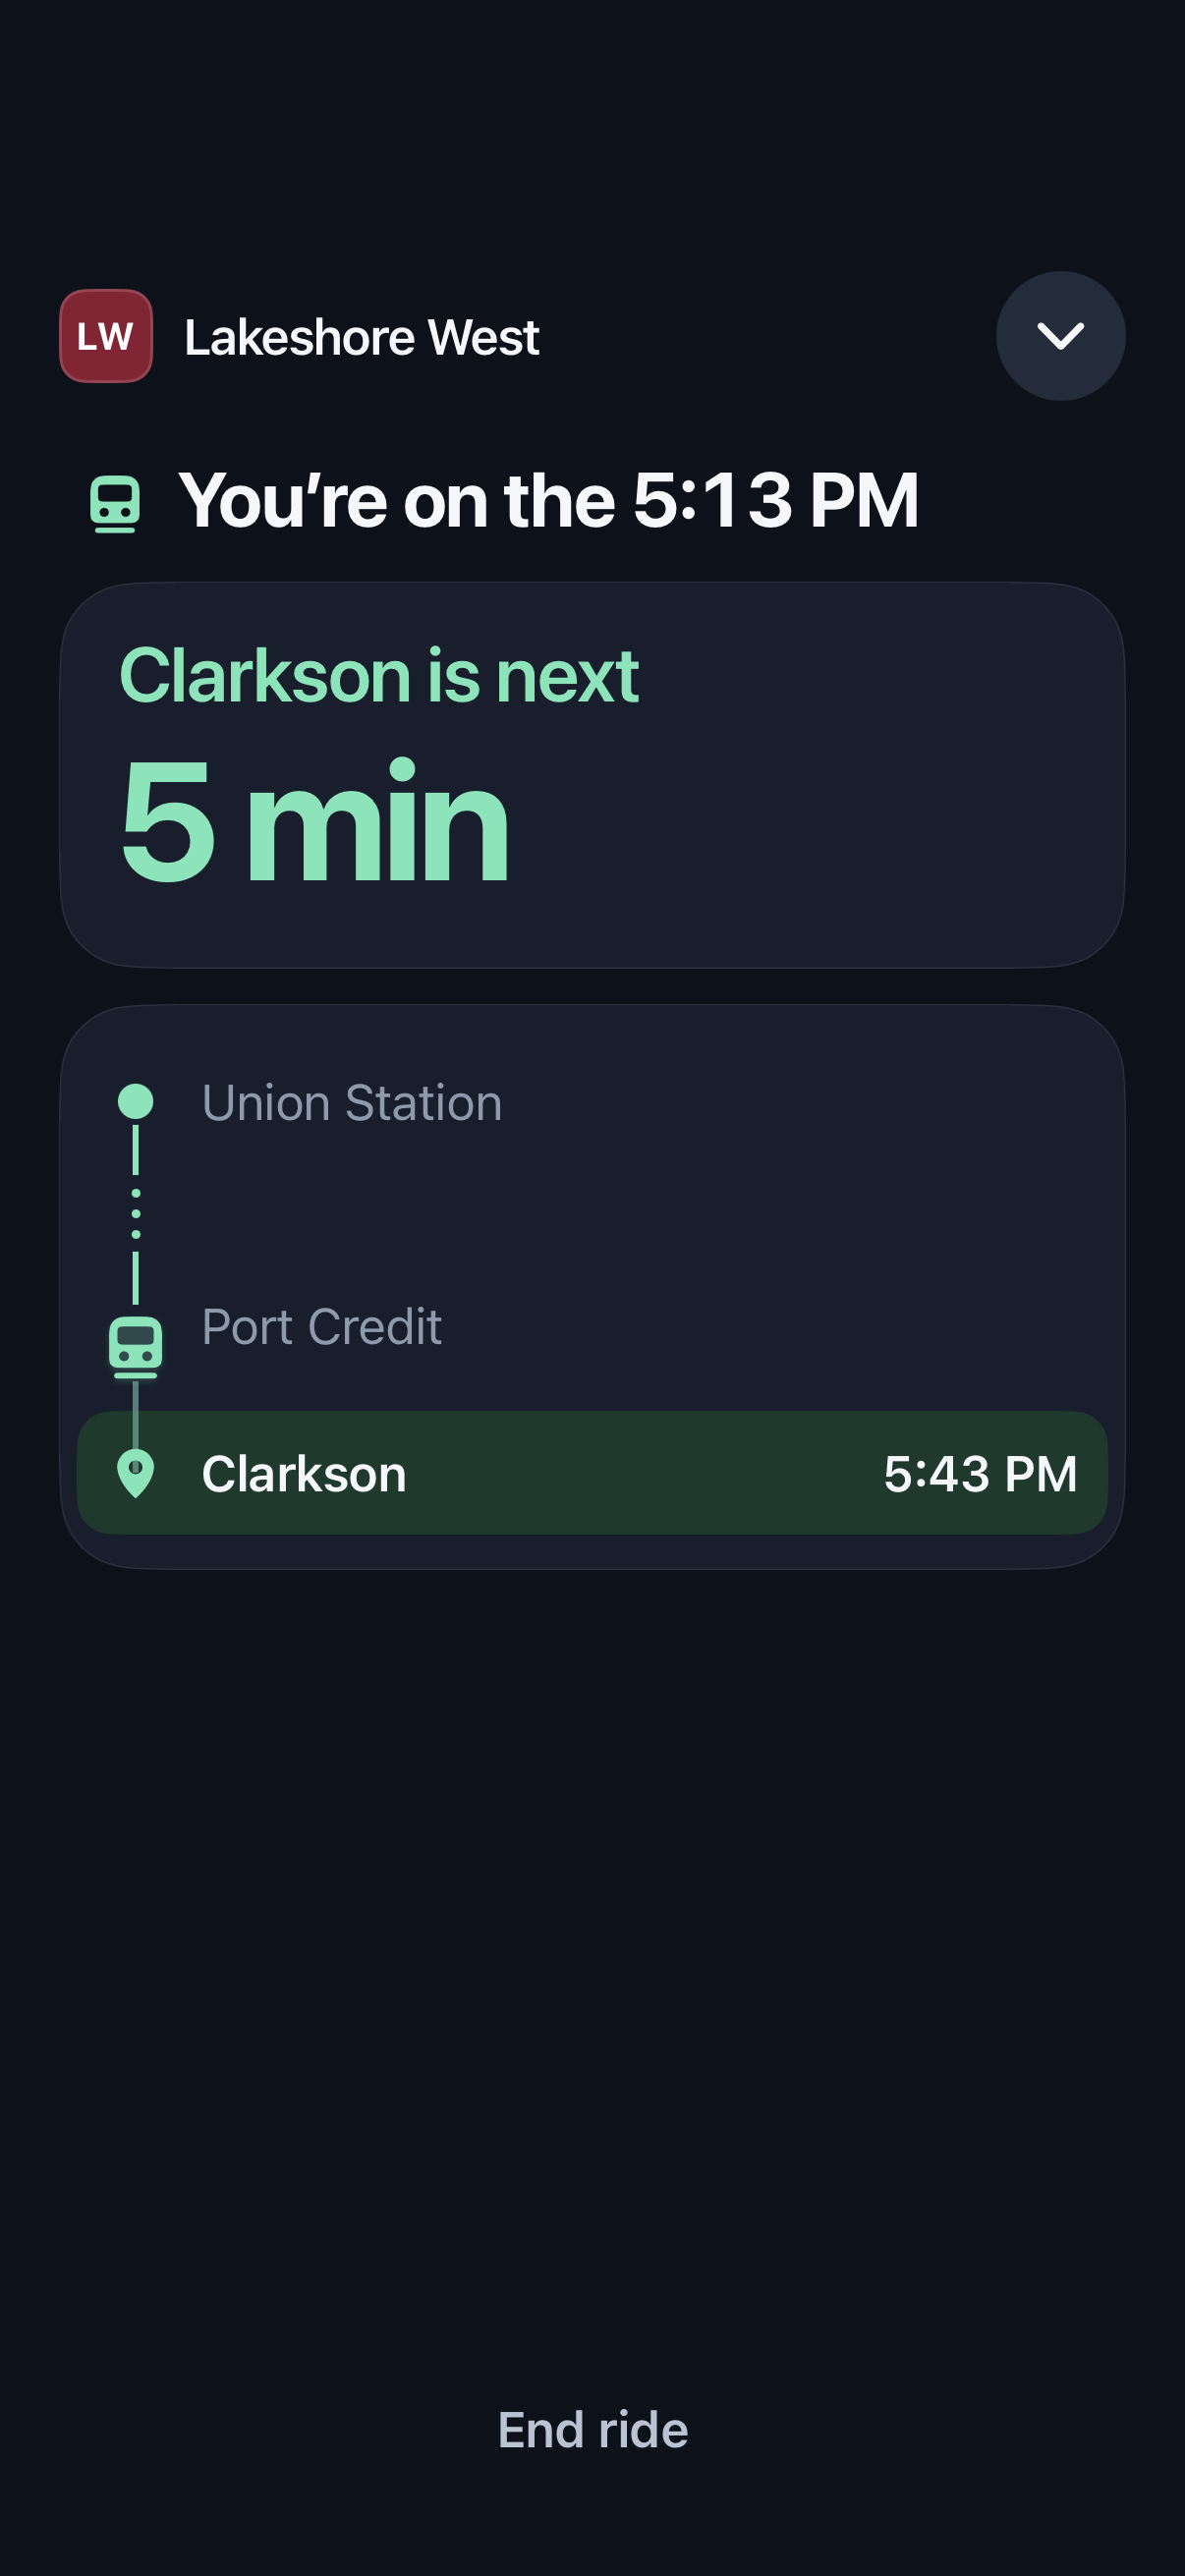 LW
Lakeshore West
You’re on the 5:13 PM
Clarkson is next
5 min
Union Station
Port Credit
Clarkson 5:43 PM
End ride